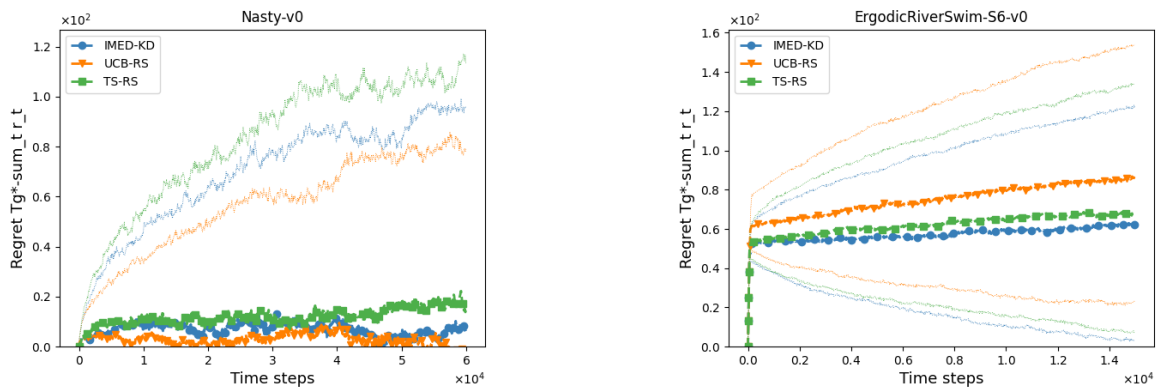 Nasty-v0
×10²
IMED-KD
UCB-RS
TS-RS
Regret Tg*-sum_t r_t
1.2
1.0
0.8
0.6
0.4
0.2
0.0
0 1 2 3 4 5 6
Time steps
×10⁴
ErgodicRiverSwim-S6-v0
×10²
IMED-KD
UCB-RS
TS-RS
Regret Tg*-sum_t r_t
1.6
1.4
1.2
1.0
0.8
0.6
0.4
0.2
0.0
0.0 0.2 0.4 0.6 0.8 1.0 1.2 1.4
Time steps
×10⁴